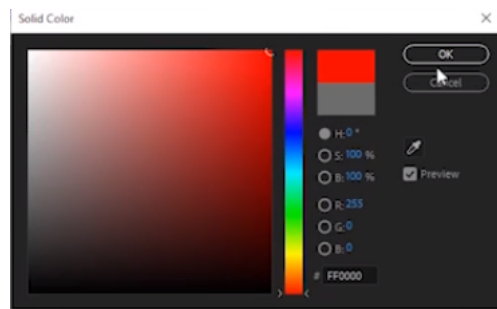 Solid Color
OK
Cancel
H: 0 °
S: 100 %
B: 100 %
Preview
R: 255
G: 0
B: 0
# FF0000